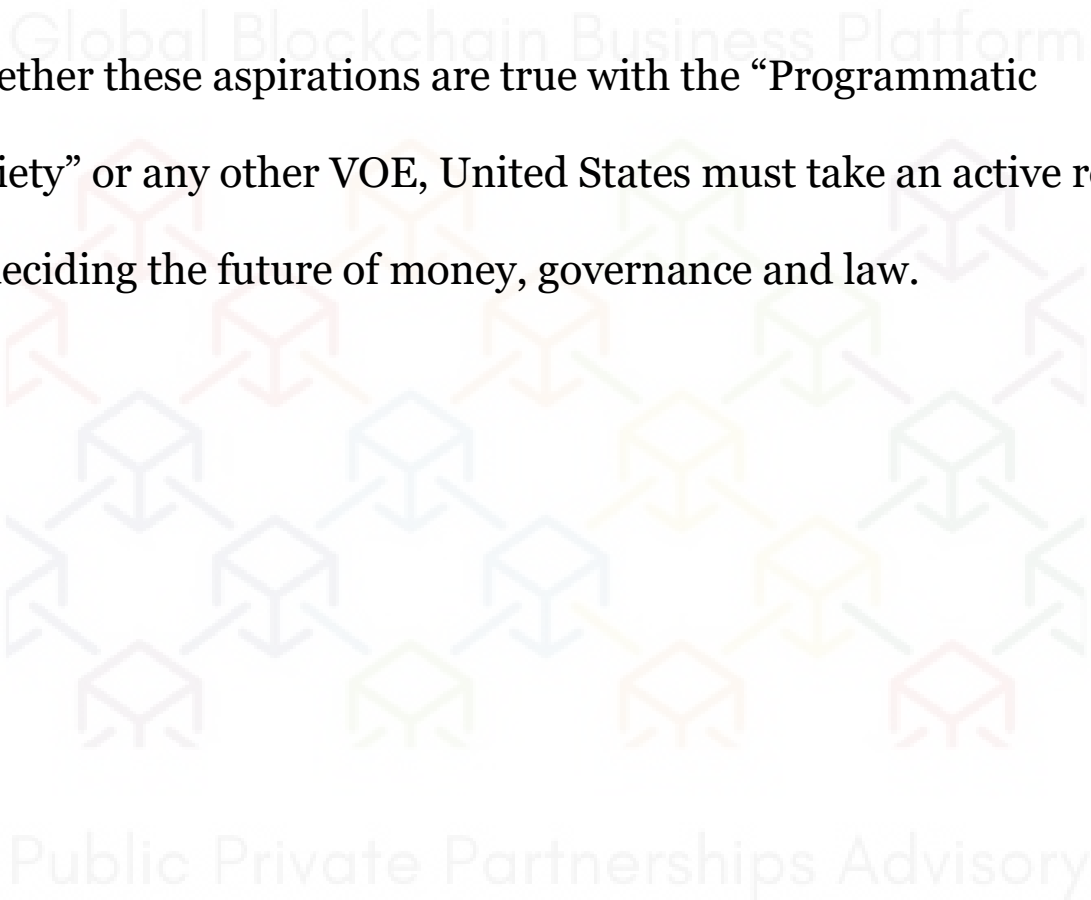 Global Blockchain Business Platform
ether these aspirations are true with the “Programmatic
iety” or any other VOE, United States must take an active r
eciding the future of money, governance and law.
Public Private Partnerships Advisory